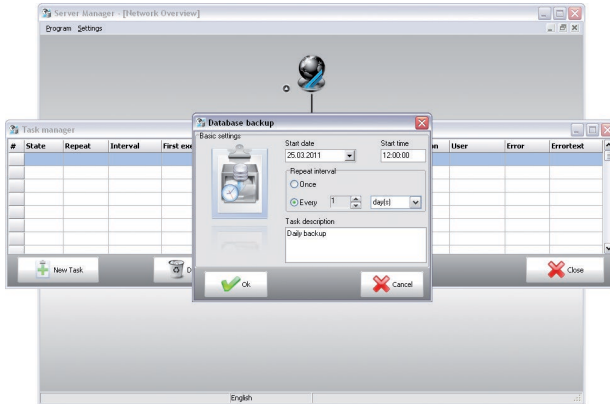 Server Manager - [Network Overview]
Program Settings
Task manager
# State Repeat Interval First User Error Errortext
Database backup
Basic settings
Start date Start time
25.03.2011 12:00:00
Repeat interval
Once
Every 1 day(s)
Task description
Daily backup
New Task
Close
Ok
Cancel
English